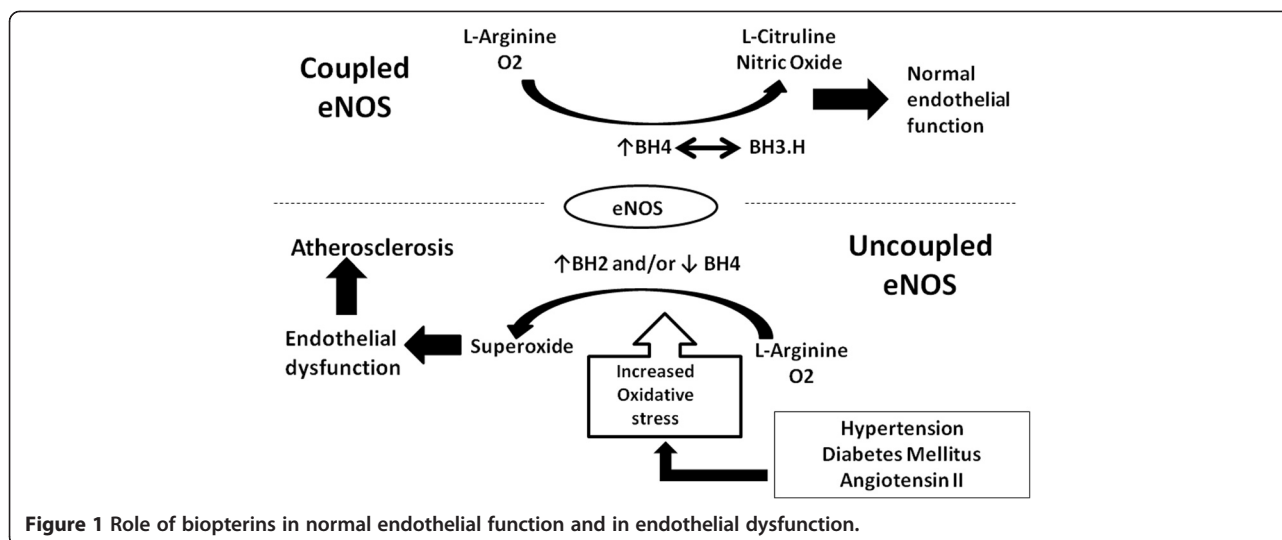 Coupled
eNOS
L-Arginine
O2
L-Citruline
Nitric Oxide
Normal
endothelial
function
↑BH4
BH3.H
eNOS
Uncoupled
eNOS
Atherosclerosis
↑BH2 and/or ↓ BH4
Endothelial
dysfunction
Superoxide
L-Arginine
O2
Increased
Oxidative
stress
Hypertension
Diabetes Mellitus
Angiotensin II
Figure 1 Role of biopterins in normal endothelial function and in endothelial dysfunction.